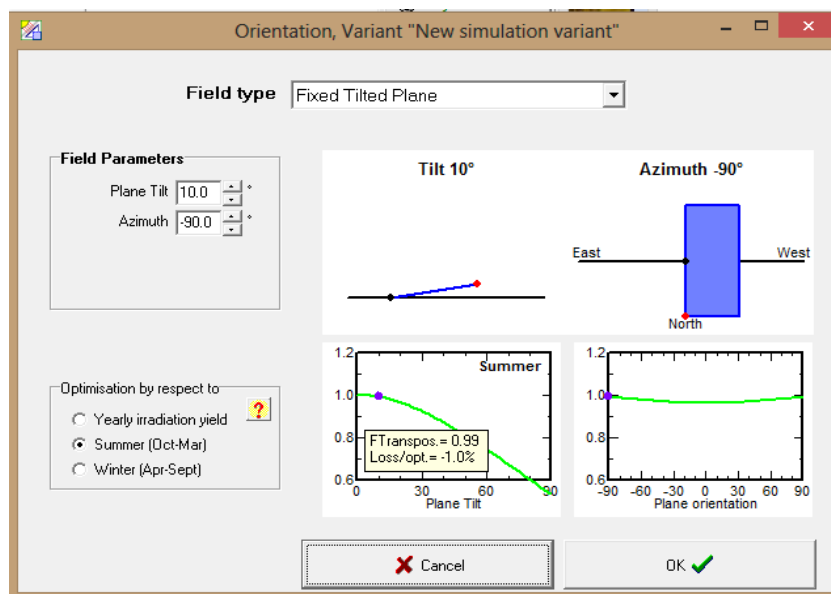 Orientation, Variant "New simulation variant"
Field type Fixed Tilted Plane
Field Parameters
Plane Tilt 10.0 °
Azimuth -90.0 °
Tilt 10°
Azimuth -90°
East West
North
Optimisation by respect to
Yearly irradiation yield ?
Summer (Oct-Mar)
Winter (Apr-Sept)
1.2
Summer
1.0
0.8
FTranspos.= 0.99
Loss/opt.= -1.0%
0.6
0 30 60 90
Plane Tilt
1.2
1.0
0.8
0.6
-90 -60 -30 0 30 60 90
Plane orientation
Cancel
OK